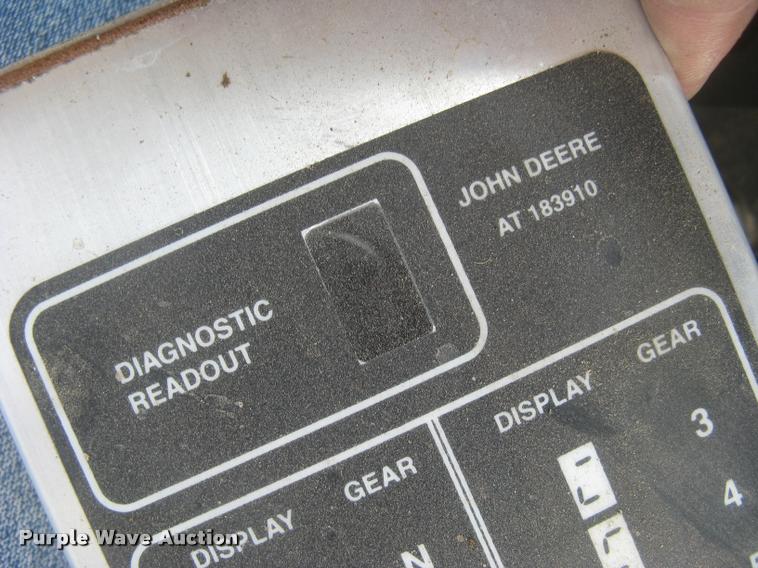 JOHN DEERE
AT 183910
DIAGNOSTIC
READOUT
DISPLAY GEAR
3
4
DISPLAY GEAR
N
Purple Wave Auction